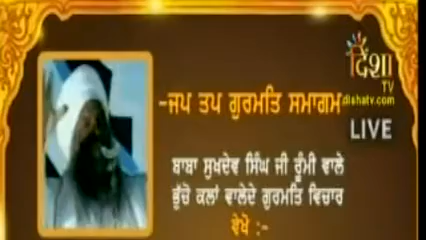 दिशा
TV
dishatv.com
-ਜਪ ਤਪ ਗੁਰਮਤਿ ਸਮਾਗਮ
LIVE
ਬਾਬਾ ਸੁਖਦੇਵ ਸਿੰਘ ਜੀ ਰੂੰਮੀ ਵਾਲੇ
ਭੁੱਚੋ ਕਲਾਂ ਵਾਲੇਦੇ ਗੁਰਮਤਿ ਵਿਚਾਰ
ਵੇਖੋ :-